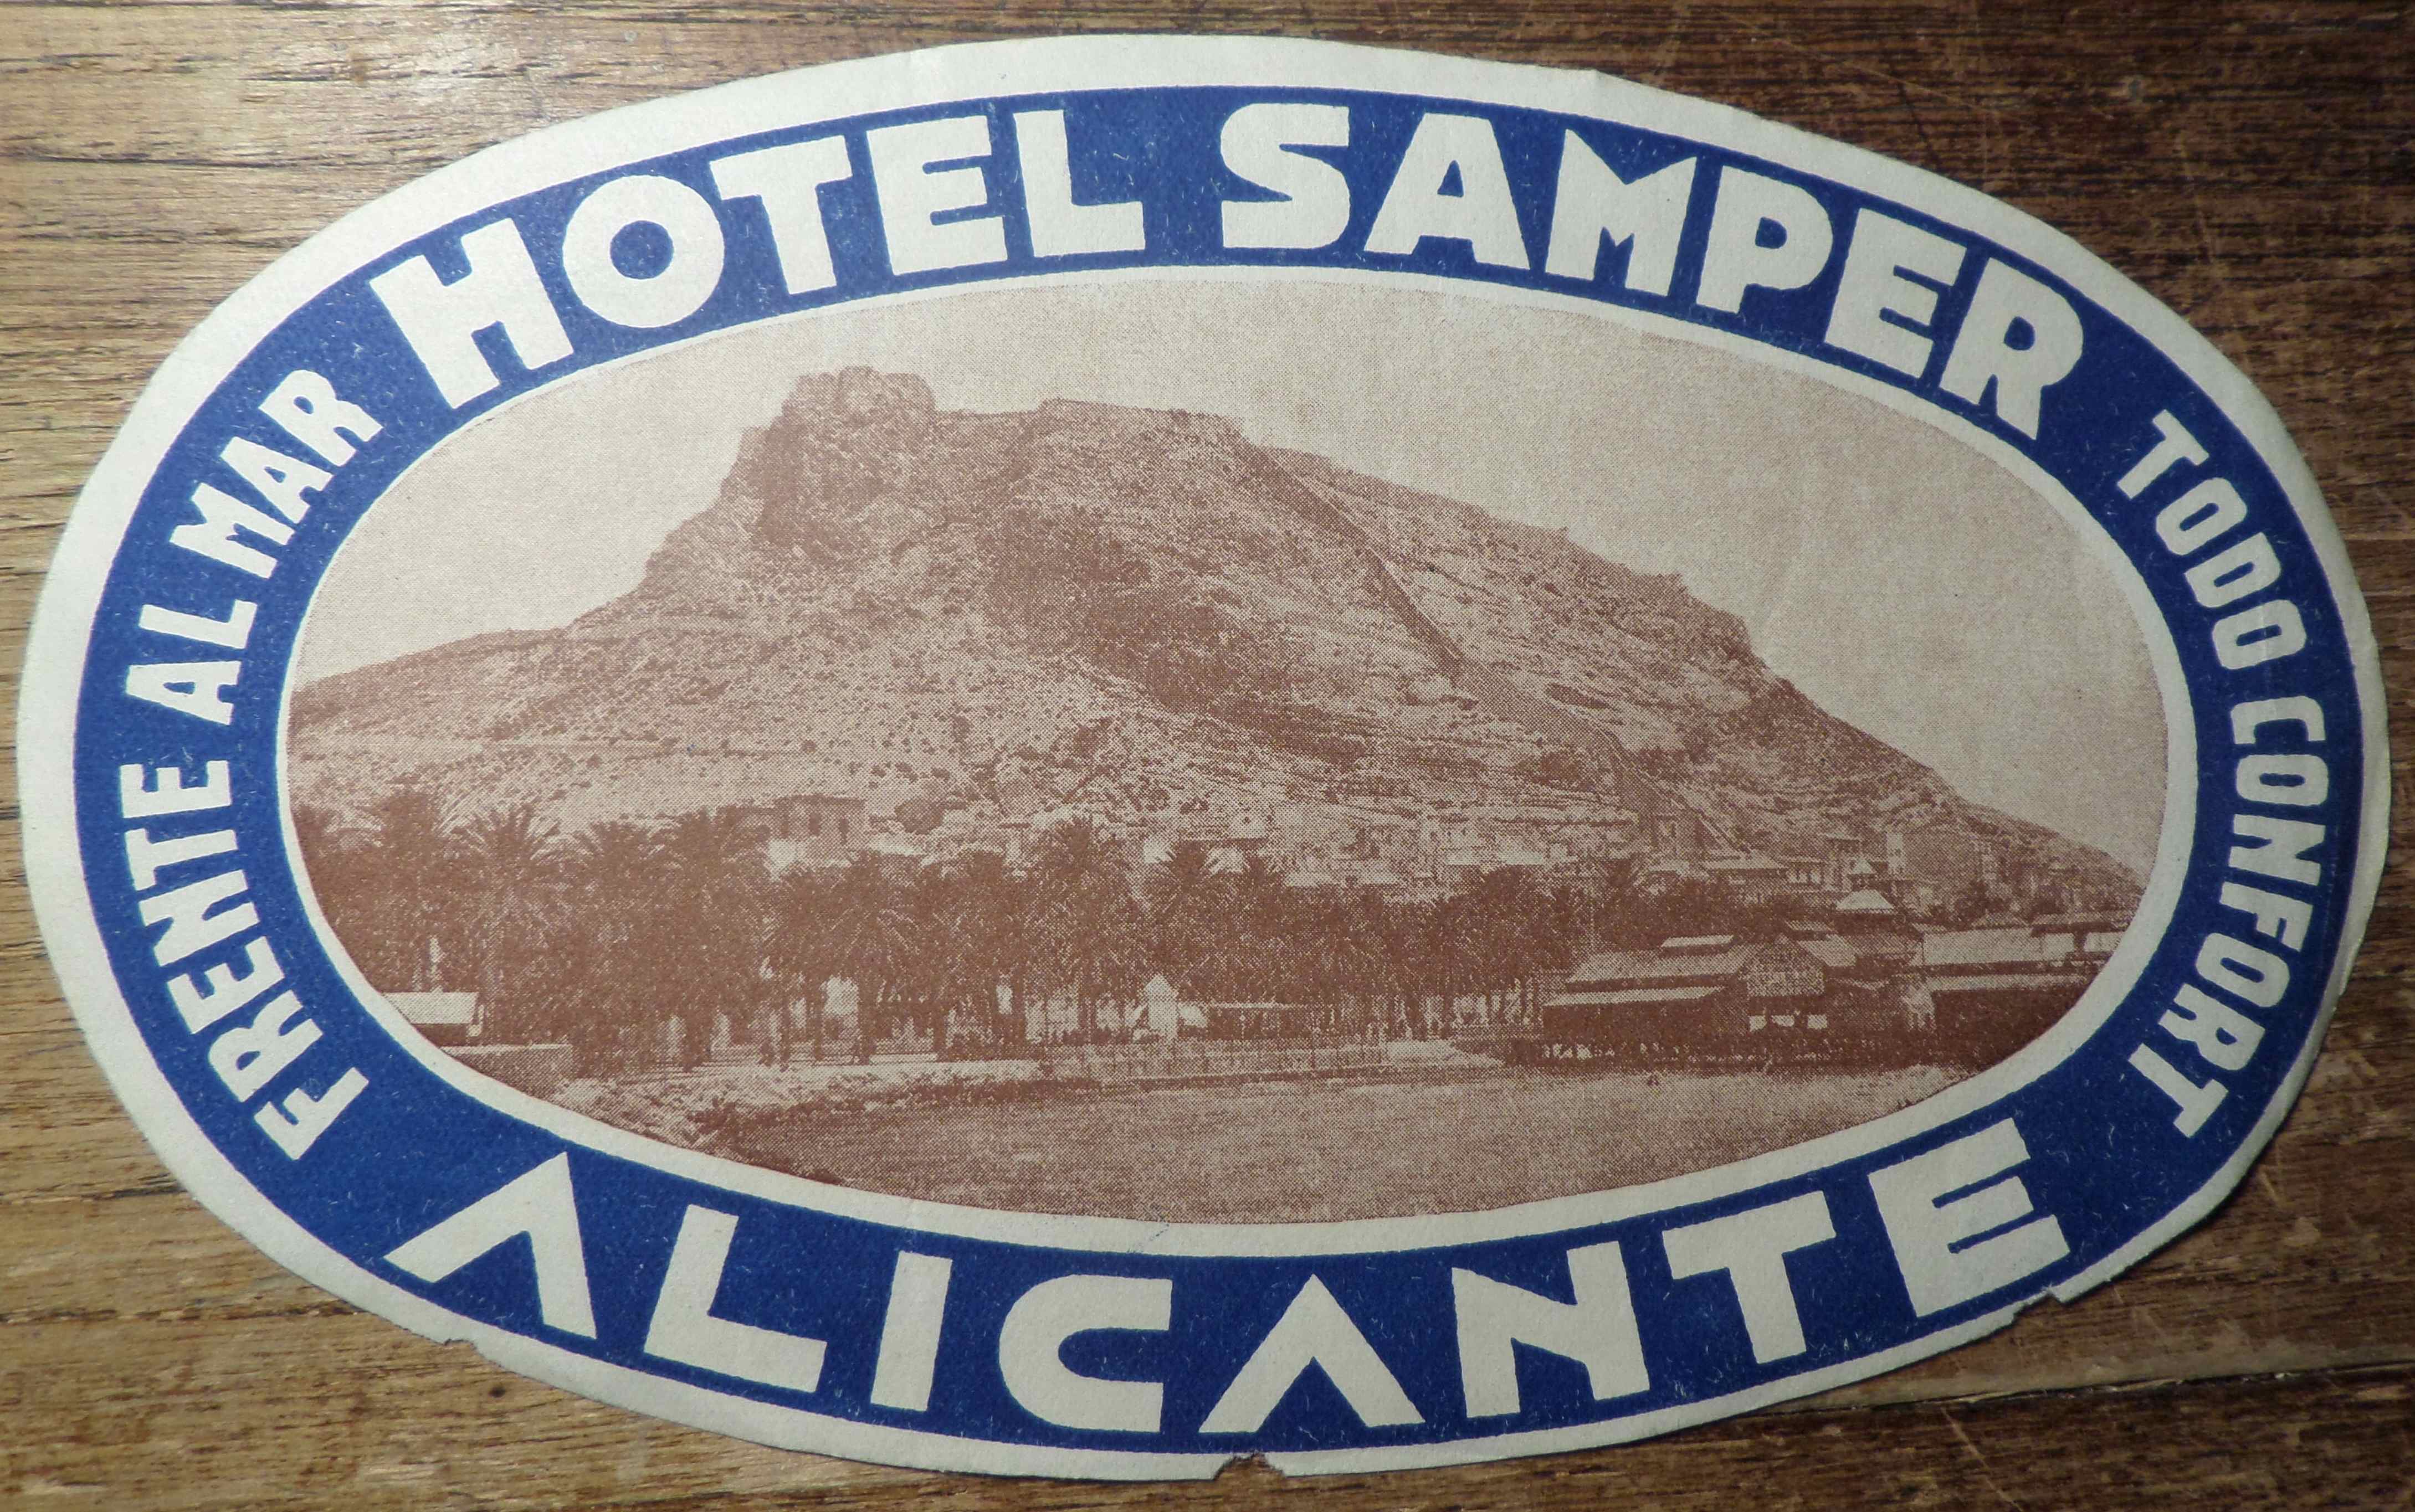 FRENTE AL MAR
HOTEL SAMPER
TODO CONFORT
ALICANTE